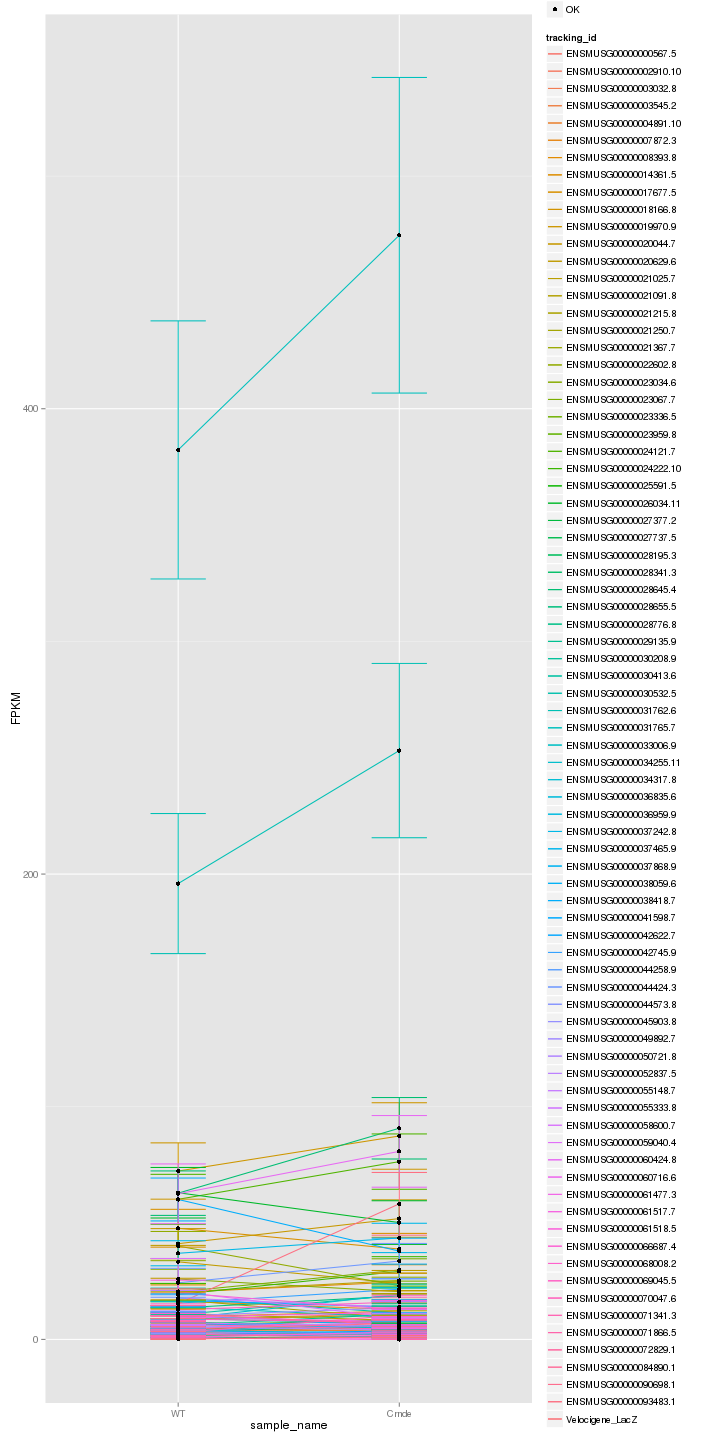 OK
tracking_id
ENSMUSG00000000567.5
ENSMUSG00000002910.10
ENSMUSG00000003032.8
ENSMUSG00000003545.2
ENSMUSG00000004891.10
ENSMUSG00000007872.3
ENSMUSG00000008393.8
ENSMUSG00000014361.5
ENSMUSG00000017677.5
ENSMUSG00000018166.8
ENSMUSG00000019970.9
ENSMUSG00000020044.7
ENSMUSG00000020629.6
ENSMUSG00000021025.7
ENSMUSG00000021091.8
ENSMUSG00000021215.8
ENSMUSG00000021250.7
ENSMUSG00000021367.7
ENSMUSG00000022602.8
ENSMUSG00000023034.6
ENSMUSG00000023067.7
ENSMUSG00000023336.5
ENSMUSG00000023959.8
ENSMUSG00000024121.7
ENSMUSG00000024222.10
ENSMUSG00000025591.5
ENSMUSG00000026034.11
ENSMUSG00000027377.2
ENSMUSG00000027737.5
ENSMUSG00000028195.3
ENSMUSG00000028341.3
ENSMUSG00000028645.4
ENSMUSG00000028655.5
ENSMUSG00000028776.8
ENSMUSG00000029135.9
ENSMUSG00000030208.9
ENSMUSG00000030413.6
ENSMUSG00000030532.5
ENSMUSG00000031762.6
ENSMUSG00000031765.7
ENSMUSG00000033006.9
ENSMUSG00000034255.11
ENSMUSG00000034317.8
ENSMUSG00000036835.6
ENSMUSG00000036959.9
ENSMUSG00000037242.8
ENSMUSG00000037465.9
ENSMUSG00000037868.9
ENSMUSG00000038059.6
ENSMUSG00000038418.7
ENSMUSG00000041598.7
ENSMUSG00000042622.7
ENSMUSG00000042745.9
ENSMUSG00000044258.9
ENSMUSG00000044424.3
ENSMUSG00000044573.8
ENSMUSG00000045903.8
ENSMUSG00000049892.7
ENSMUSG00000050721.8
ENSMUSG00000052837.5
ENSMUSG00000055148.7
ENSMUSG00000055333.8
ENSMUSG00000058600.7
ENSMUSG00000059040.4
ENSMUSG00000060424.8
ENSMUSG00000060716.6
ENSMUSG00000061477.3
ENSMUSG00000061517.7
ENSMUSG00000061518.5
ENSMUSG00000066687.4
ENSMUSG00000068008.2
ENSMUSG00000069045.5
ENSMUSG00000070047.6
ENSMUSG00000071341.3
ENSMUSG00000071866.5
ENSMUSG00000072829.1
ENSMUSG00000084890.1
ENSMUSG00000090698.1
ENSMUSG00000093483.1
Velocigene_LacZ
FPKM
400
200
0
WT
Crnde
sample_name